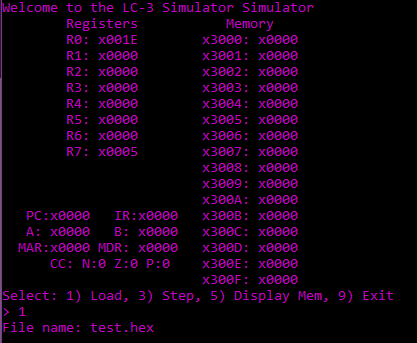 Welcome to the LC-3 Simulator Simulator
Registers Memory
R0: x001E x3000: x0000
R1: x0000 x3001: x0000
R2: x0000 x3002: x0000
R3: x0000 x3003: x0000
R4: x0000 x3004: x0000
R5: x0000 x3005: x0000
R6: x0000 x3006: x0000
R7: x0005 x3007: x0000
x3008: x0000
x3009: x0000
x300A: x0000
PC:x0000 IR:x0000 x300B: x0000
A: x0000 B: x0000 x300C: x0000
MAR:x0000 MDR: x0000 x300D: x0000
CC: N:0 Z:0 P:0 x300E: x0000
x300F: x0000
Select: 1) Load, 3) Step, 5) Display Mem, 9) Exit
> 1
File name: test.hex